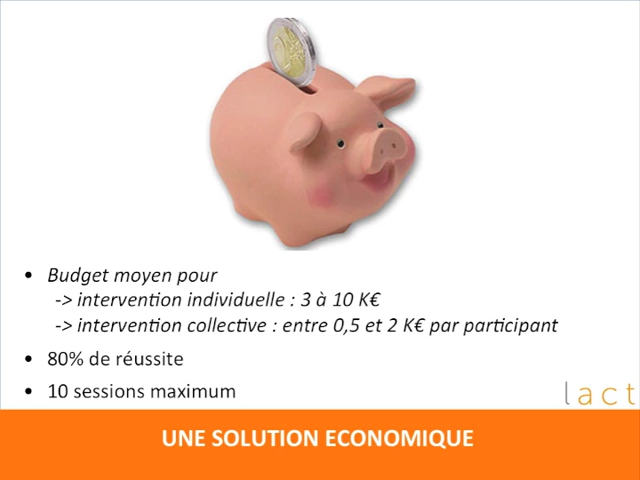 • Budget moyen pour
-> intervention individuelle : 3 à 10 K€
-> intervention collective : entre 0,5 et 2 K€ par participant
• 80% de réussite
• 10 sessions maximum
lact
UNE SOLUTION ECONOMIQUE